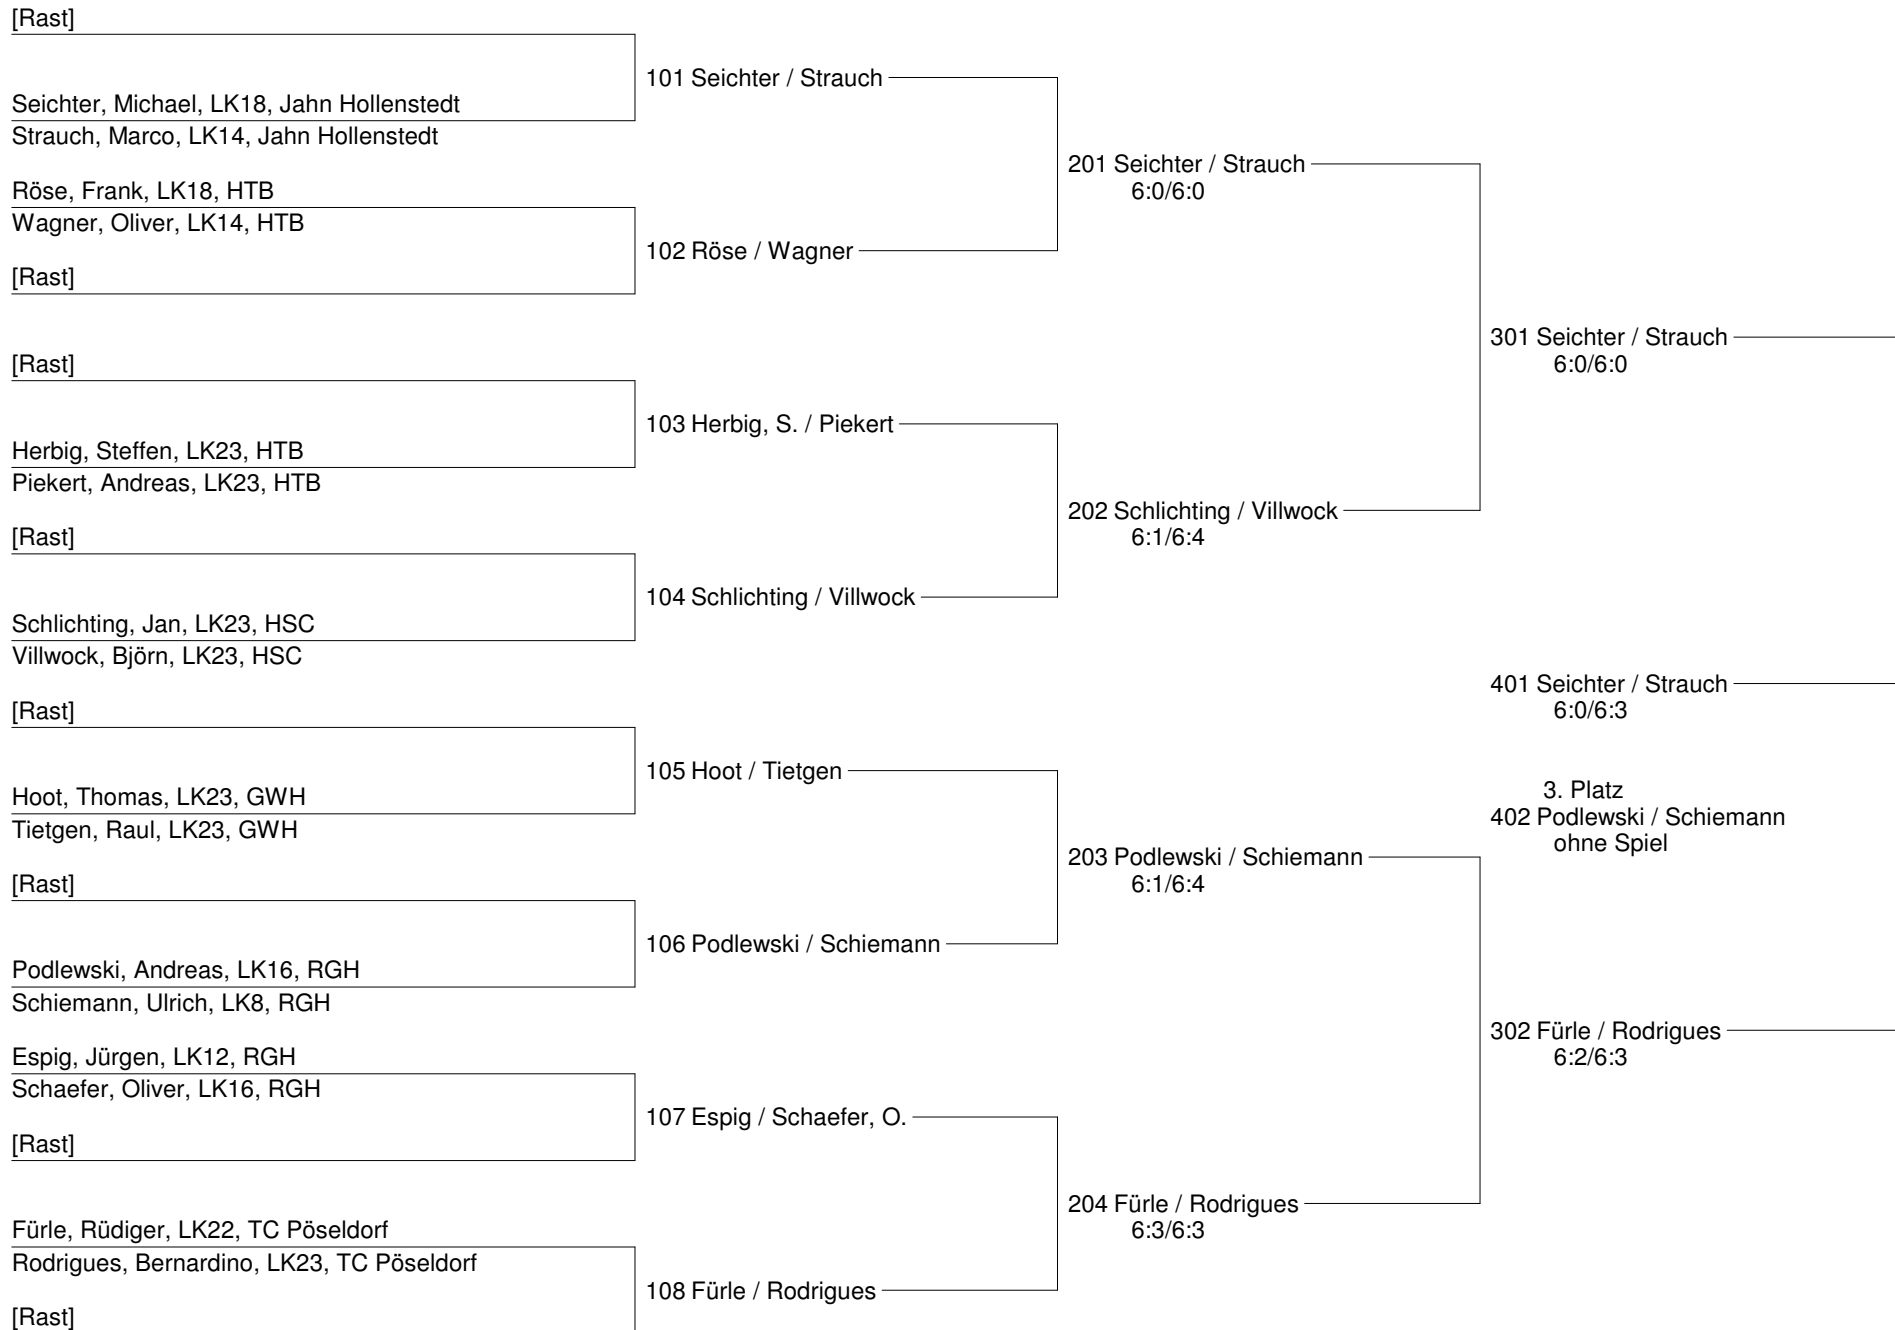 [Rast]
Seichter, Michael, LK18, Jahn Hollenstedt
Strauch, Marco, LK14, Jahn Hollenstedt
Röse, Frank, LK18, HTB
Wagner, Oliver, LK14, HTB
[Rast]
[Rast]
Herbig, Steffen, LK23, HTB
Piekert, Andreas, LK23, HTB
[Rast]
Schlichting, Jan, LK23, HSC
Villwock, Björn, LK23, HSC
[Rast]
Hoot, Thomas, LK23, GWH
Tietgen, Raul, LK23, GWH
[Rast]
Podlewski, Andreas, LK16, RGH
Schiemann, Ulrich, LK8, RGH
Espig, Jürgen, LK12, RGH
Schaefer, Oliver, LK16, RGH
[Rast]
Fürle, Rüdiger, LK22, TC Pöseldorf
Rodrigues, Bernardino, LK23, TC Pöseldorf
[Rast]
101 Seichter / Strauch
102 Röse / Wagner
103 Herbig, S. / Piekert
104 Schlichting / Villwock
105 Hoot / Tietgen
106 Podlewski / Schiemann
107 Espig / Schaefer, O.
108 Fürle / Rodrigues
201 Seichter / Strauch
6:0/6:0
202 Schlichting / Villwock
6:1/6:4
203 Podlewski / Schiemann
6:1/6:4
204 Fürle / Rodrigues
6:3/6:3
301 Seichter / Strauch
6:0/6:0
401 Seichter / Strauch
6:0/6:3
3. Platz
402 Podlewski / Schiemann
ohne Spiel
302 Fürle / Rodrigues
6:2/6:3